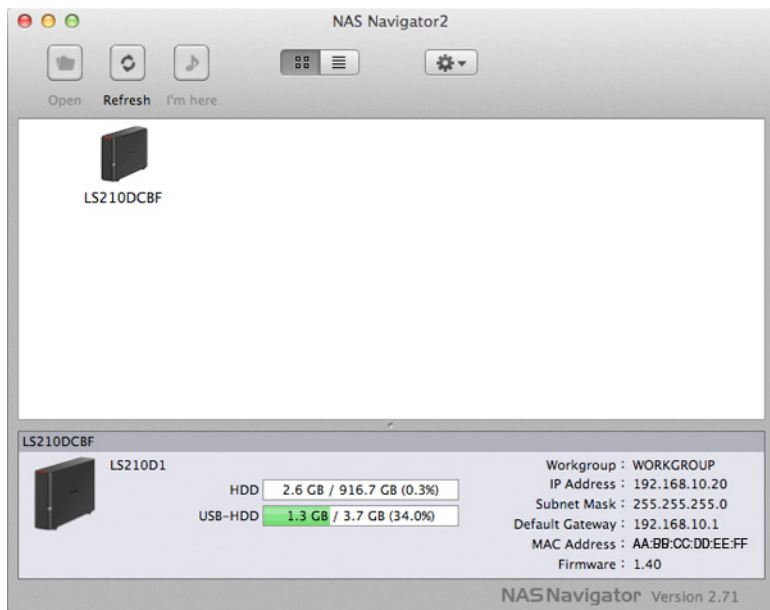 NAS Navigator2
Open Refresh I'm here
LS210DCBF
LS210DCBF
LS210D1
HDD 2.6 GB / 916.7 GB (0.3%)
USB-HDD 1.3 GB / 3.7 GB (34.0%)
Workgroup : WORKGROUP
IP Address : 192.168.10.20
Subnet Mask : 255.255.255.0
Default Gateway : 192.168.10.1
MAC Address : AA:BB:CC:DD:EE:FF
Firmware : 1.40
NAS Navigator Version 2.71